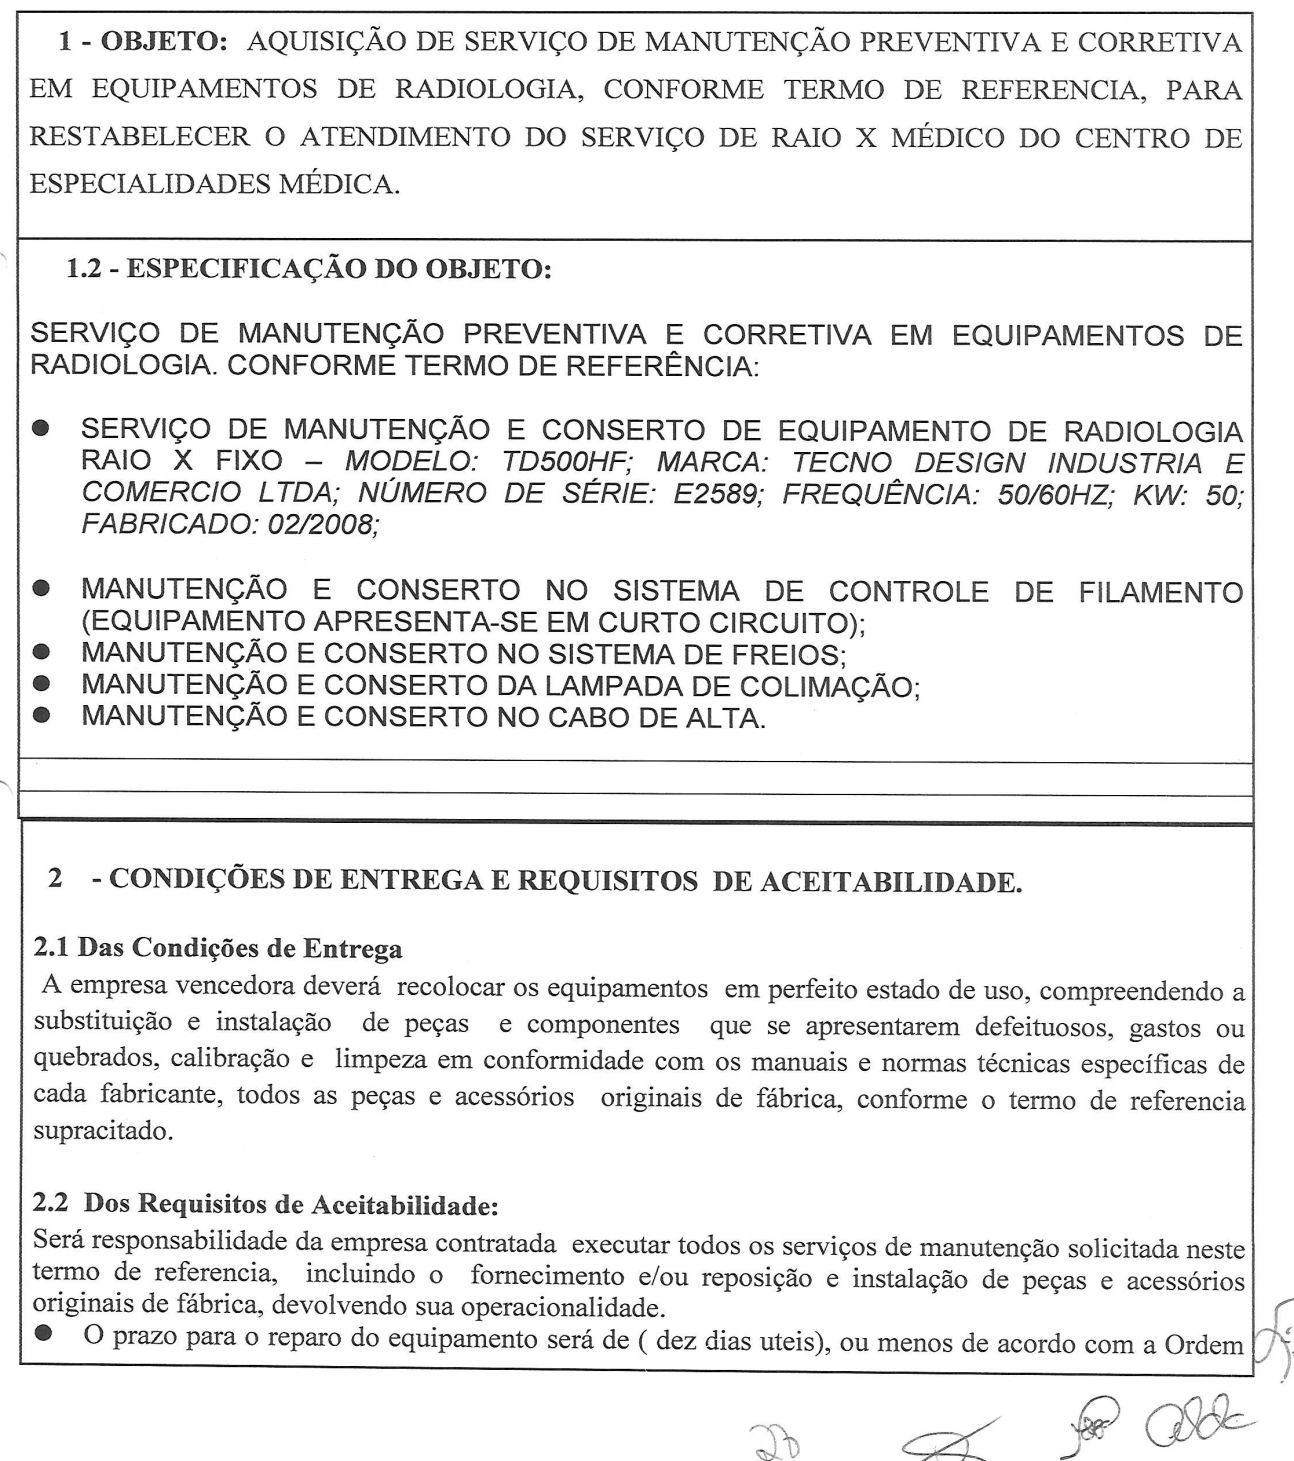 1 - OBJETO: AQUISIÇÃO DE SERVIÇO DE MANUTENÇÃO PREVENTIVA E CORRETIVA
EM EQUIPAMENTOS DE RADIOLOGIA, CONFORME TERMO DE REFERENCIA, PARA
RESTABELECER O ATENDIMENTO DO SERVIÇO DE RAIO X MÉDICO DO CENTRO DE
ESPECIALIDADES MÉDICA.
1.2 - ESPECIFICAÇÃO DO OBJETO:
SERVIÇO DE MANUTENÇÃO PREVENTIVA E CORRETIVA EM EQUIPAMENTOS DE
RADIOLOGIA. CONFORME TERMO DE REFERÊNCIA:
● SERVIÇO DE MANUTENÇÃO E CONSERTO DE EQUIPAMENTO DE RADIOLOGIA
RAIO X FIXO – MODELO: TD500HF; MARCA: TECNO DESIGN INDUSTRIA E
COMERCIO LTDA; NÚMERO DE SÉRIE: E2589; FREQUÊNCIA: 50/60HZ; KW: 50;
FABRICADO: 02/2008;
● MANUTENÇÃO E CONSERTO NO SISTEMA DE CONTROLE DE FILAMENTO
(EQUIPAMENTO APRESENTA-SE EM CURTO CIRCUITO);
● MANUTENÇÃO E CONSERTO NO SISTEMA DE FREIOS;
● MANUTENÇÃO E CONSERTO DA LAMPADA DE COLIMAÇÃO;
● MANUTENÇÃO E CONSERTO NO CABO DE ALTA.
2 - CONDIÇÕES DE ENTREGA E REQUISITOS DE ACEITABILIDADE.
2.1 Das Condições de Entrega
A empresa vencedora deverá recolocar os equipamentos em perfeito estado de uso, compreendendo a
substituição e instalação de peças e componentes que se apresentarem defeituosos, gastos ou
quebrados, calibração e limpeza em conformidade com os manuais e normas técnicas específicas de
cada fabricante, todos as peças e acessórios originais de fábrica, conforme o termo de referencia
supracitado.
2.2 Dos Requisitos de Aceitabilidade:
Será responsabilidade da empresa contratada executar todos os serviços de manutenção solicitada neste
termo de referencia, incluindo o fornecimento e/ou reposição e instalação de peças e acessórios
originais de fábrica, devolvendo sua operacionalidade.
● O prazo para o reparo do equipamento será de ( dez dias uteis), ou menos de acordo com a Ordem